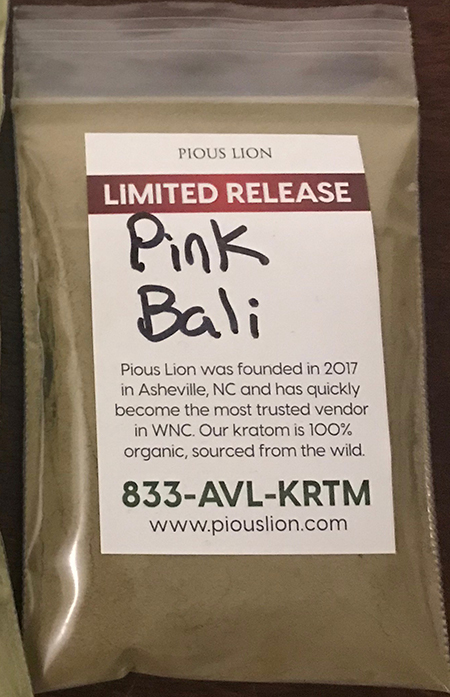 PIOUS LION
LIMITED RELEASE
Pink
Bali
Pious Lion was founded in 2017
in Asheville, NC and has quickly
become the most trusted vendor
in WNC. Our kratom is 100%
organic, sourced from the wild.
833-AVL-KRTM
www.piouslion.com